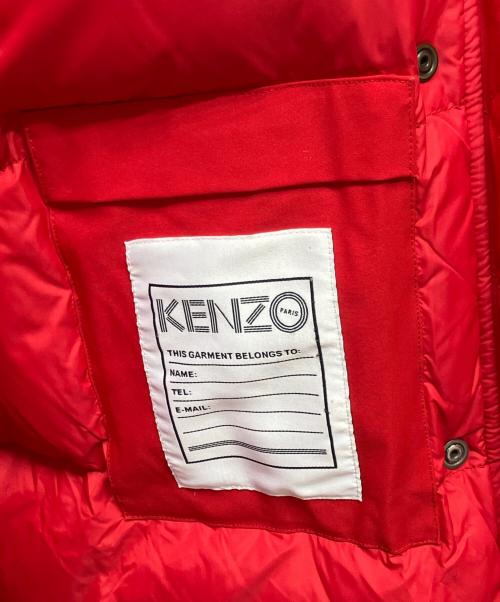 KENZO
PARIS
THIS GARMENT BELONGS TO:
NAME:
TEL:
E-MAIL: